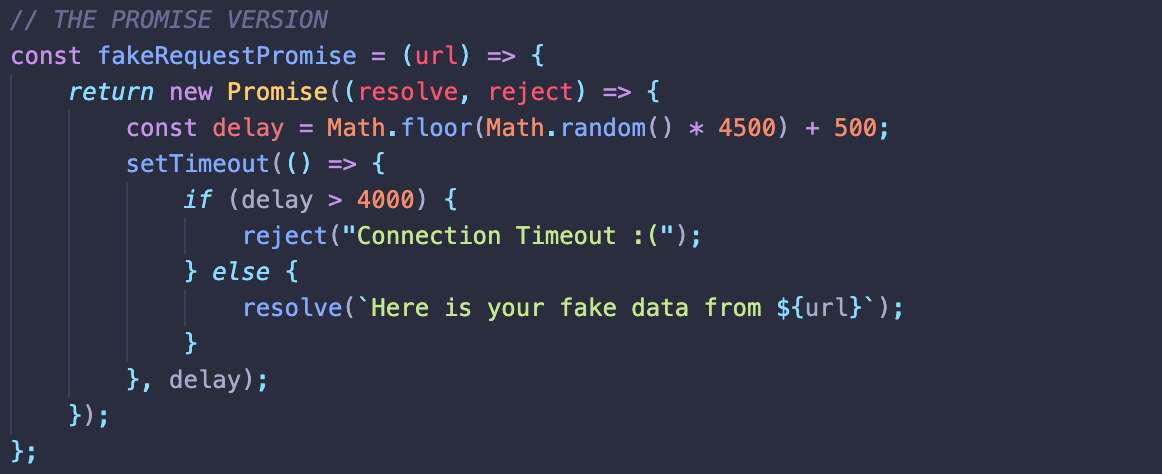 // THE PROMISE VERSION
const fakeRequestPromise = (url) => {
    return new Promise((resolve, reject) => {
        const delay = Math.floor(Math.random() * 4500) + 500;
        setTimeout(() => {
            if (delay > 4000) {
                reject("Connection Timeout :(");
            } else {
                resolve(`Here is your fake data from ${url}`);
            }
        }, delay);
    });
};